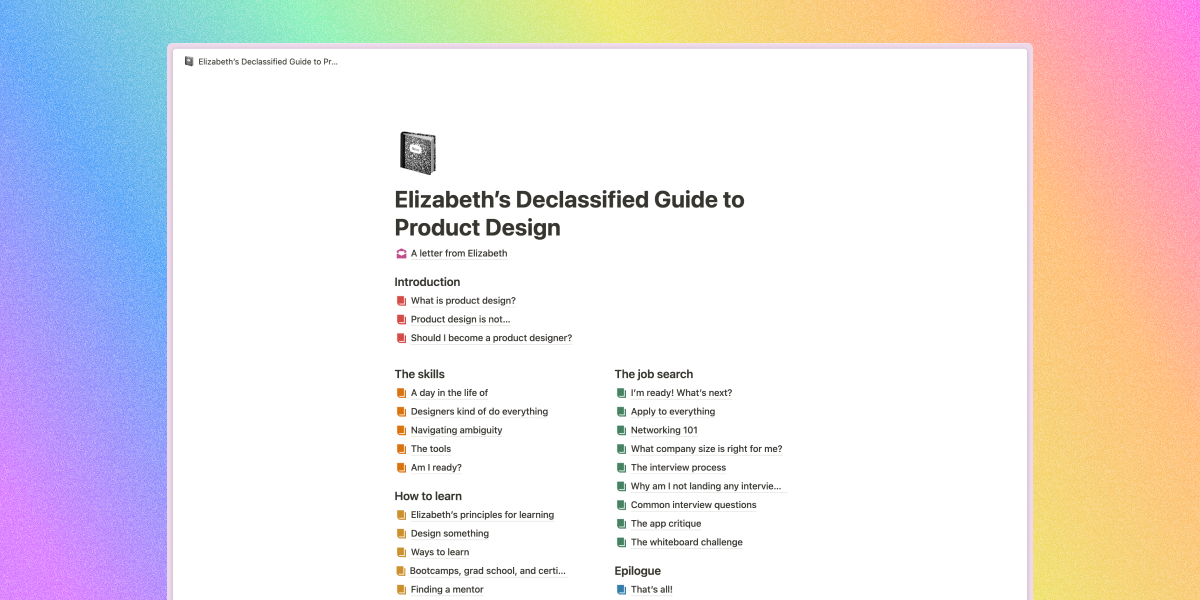 Elizabeth's Declassified Guide to Pr...
Elizabeth's Declassified Guide to
Product Design
A letter from Elizabeth
Introduction
What is product design?
Product design is not...
Should I become a product designer?
The skills
A day in the life of
Designers kind of do everything
Navigating ambiguity
The tools
Am I ready?
How to learn
Elizabeth's principles for learning
Design something
Ways to learn
Bootcamps, grad school, and certi...
Finding a mentor
The job search
I'm ready! What's next?
Apply to everything
Networking 101
What company size is right for me?
The interview process
Why am I not landing any intervie...
Common interview questions
The app critique
The whiteboard challenge
Epilogue
That's all!